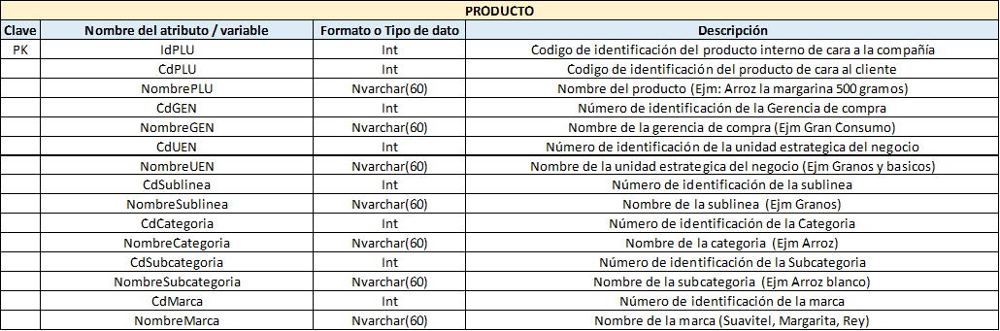 PRODUCTO
Clave Nombre del atributo / variable Formato o Tipo de dato Descripción
PK IdPLU Int Codigo de identificación del producto interno de cara a la compañía
CdPLU Int Codigo de identificación del producto de cara al cliente
NombrePLU Nvarchar(60) Nombre del producto (Ejm: Arroz la margarina 500 gramos)
CdGEN Int Número de identificación de la Gerencia de compra
NombreGEN Nvarchar(60) Nombre de la gerencia de compra (Ejm Gran Consumo)
CdUEN Int Número de identificación de la unidad estrategica del negocio
NombreUEN Nvarchar(60) Nombre de la unidad estrategica del negocio (Ejm Granos y basicos)
CdSublinea Int Número de identificación de la sublinea
NombreSublinea Nvarchar(60) Nombre de la sublinea (Ejm Granos)
CdCategoria Int Número de identificación de la Categoria
NombreCategoria Nvarchar(60) Nombre de la categoria (Ejm Arroz)
CdSubcategoria Int Número de identificación de la Subcategoria
NombreSubcategoria Nvarchar(60) Nombre de la subcategoria (Ejm Arroz blanco)
CdMarca Int Número de identificación de la marca
NombreMarca Nvarchar(60) Nombre de la marca (Suavitel, Margarita, Rey)